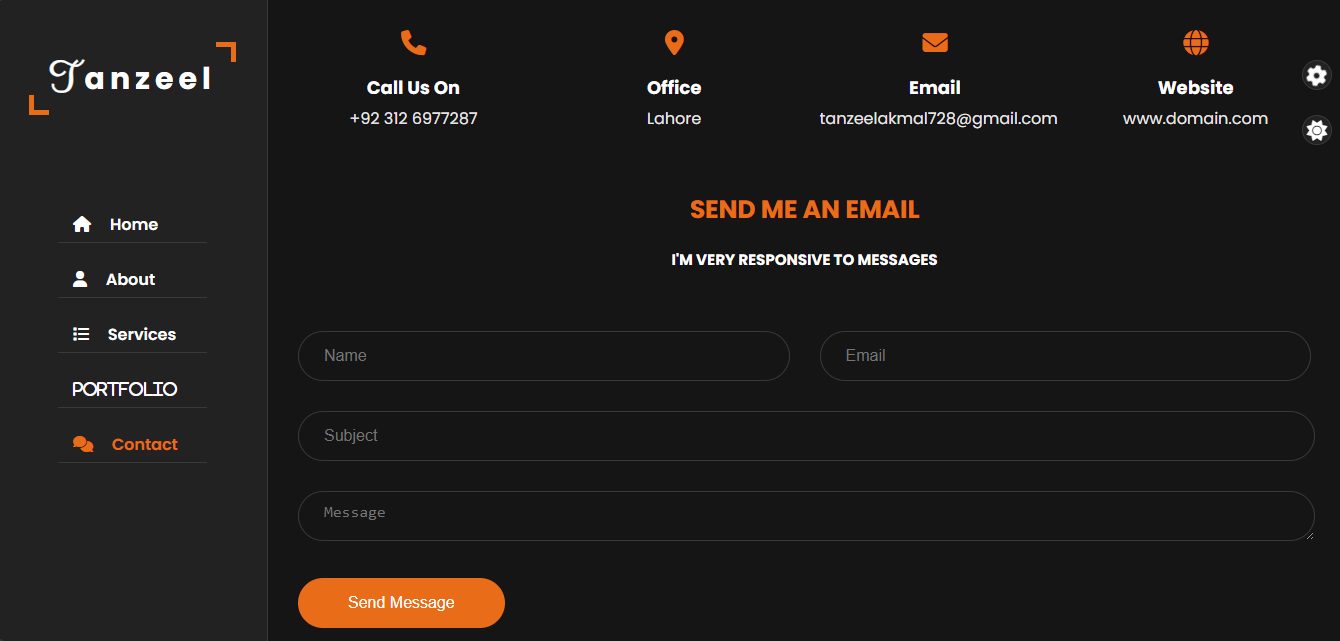 Tanzeel
Home
About
Services
PORTFOLIO
Contact
Call Us On
+92 312 6977287
Office
Lahore
Email
tanzeelakmal728@gmail.com
Website
www.domain.com
SEND ME AN EMAIL
I'M VERY RESPONSIVE TO MESSAGES
Name
Email
Subject
Message
Send Message